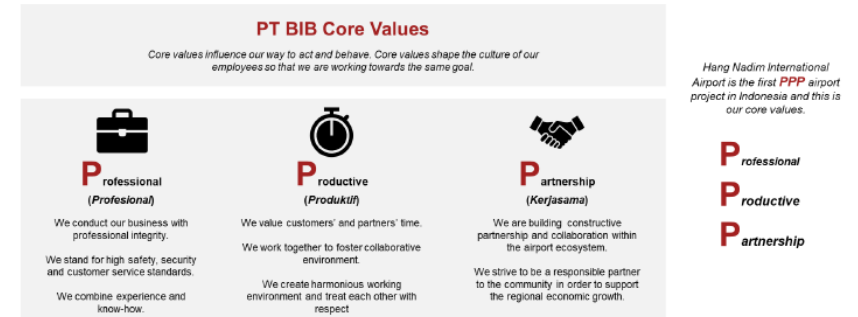 PT BIB Core Values
Core values influence our way to act and behave. Core values shape the culture of our
employees so that we are working towards the same goal.
Professional
(Profesional)
We conduct our business with
professional integrity.
We stand for high safety, security
and customer service standards.
We combine experience and
know-how.
Productive
(Produktif)
We value customers' and partners' time.
We work together to foster collaborative
environment.
We create harmonious working
environment and treat each other with
respect
Partnership
(Kerjasama)
We are building constructive
partnership and collaboration within
the airport ecosystem.
We strive to be a responsible partner
to the community in order to support
the regional economic growth.
Hang Nadim International
Airport is the first PPP airport
project in Indonesia and this is
our core values.
Professional
Productive
Partnership